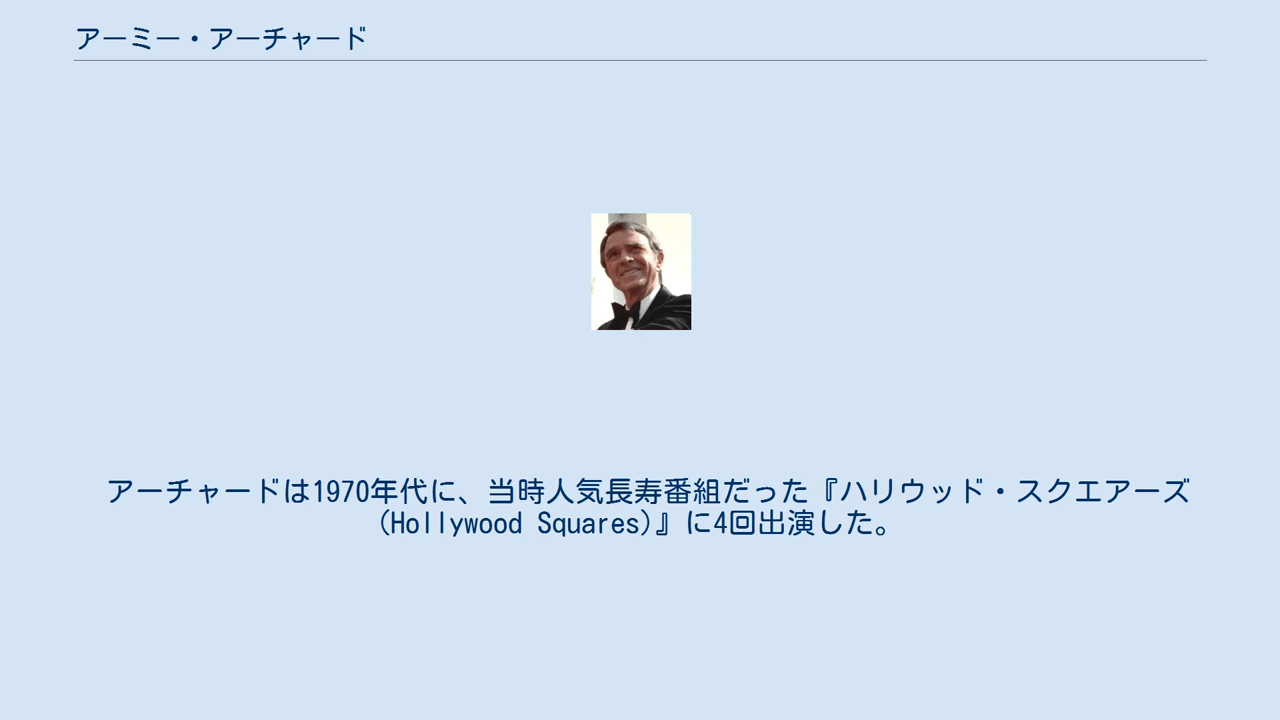 アーミー・アーチャード
アーチャードは1970年代に、当時人気長寿番組だった『ハリウッド・スクエアーズ
(Hollywood Squares)』に4回出演した。